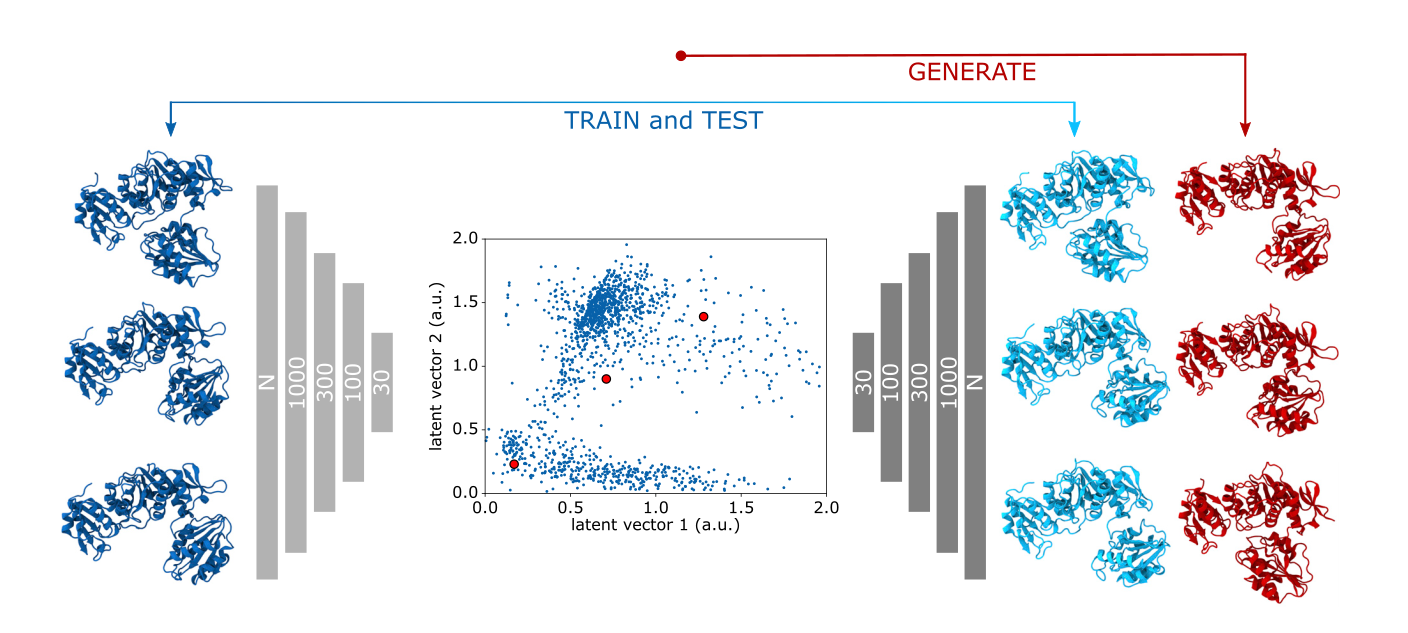 GENERATE
TRAIN and TEST
N
1000
300
100
30
2.0
1.5
1.0
0.5
0.0
latent vector 2 (a.u.)
0.0 0.5 1.0 1.5 2.0
latent vector 1 (a.u.)
30
100
300
1000
N